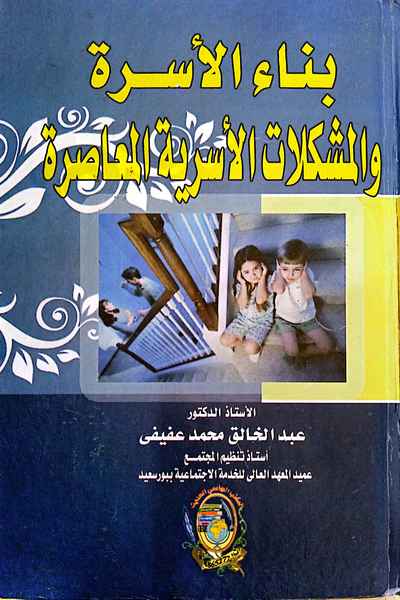 بناء الأسرة
والمشكلات الأسرية المعاصرة
الأستاذ الدكتور
عبد الخالق محمد عفيفى
أستاذ تنظيم المجتمع
عميد المعهد العالى للخدمة الاجتماعية ببورسعيد